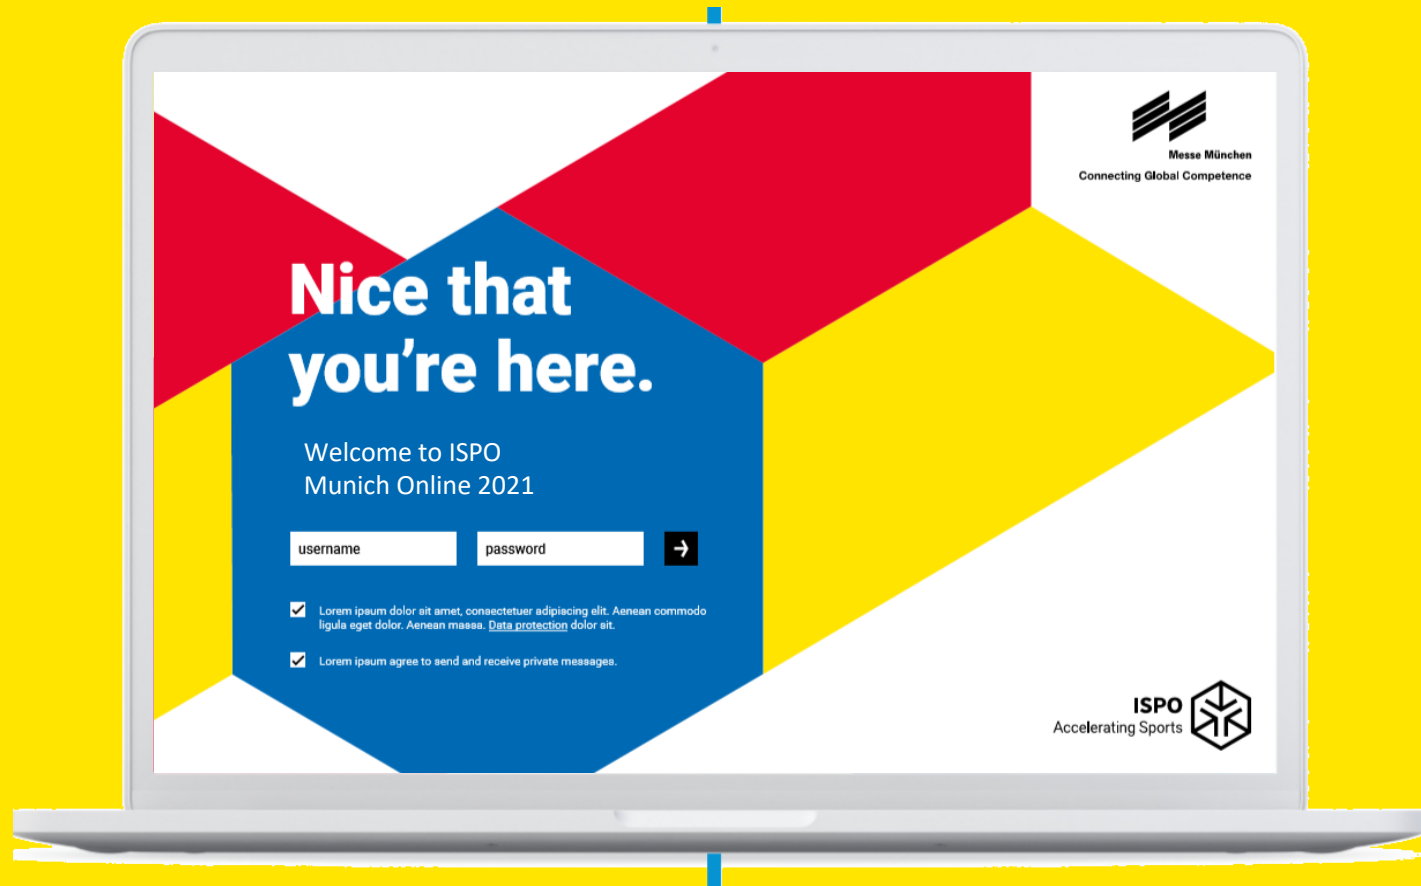 Messe München
Connecting Global Competence
Nice that
you're here.
Welcome to ISPO
Munich Online 2021
username
password
Lorem ipsum dolor sit amet, consectetuer adipiscing elit. Aenean commodo
ligula eget dolor. Aenean massa. Data protection dolor sit.
Lorem ipsum agree to send and receive private messages.
ISPO
Accelerating Sports